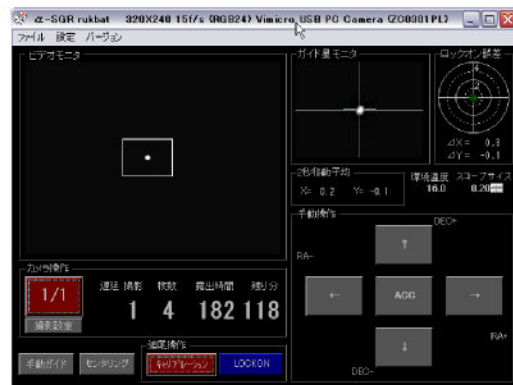 α-SGR rukbat 320X240 15f/s (RGB24) Vimicro USB PC Camera (ZC0301PL)
ファイル 設定 バージョン
ビデオモニタ
ガイド星モニタ
ロックオン誤差
⊿X= 0.3
⊿Y= -0.1
2秒移動平均
X= 0.2 Y= -0.1
環境温度 スコープサイズ
16.0 0.20
手動操作
DEC+
RA-
↑
← ACC →
↓
RA+
DEC-
カメラ操作
1/1
撮影設定
遅延 撮影 枚数 露出時間 残り分
1 4 182 118
追尾操作
手動ガイド センタリング キャリブレーション LOCKON